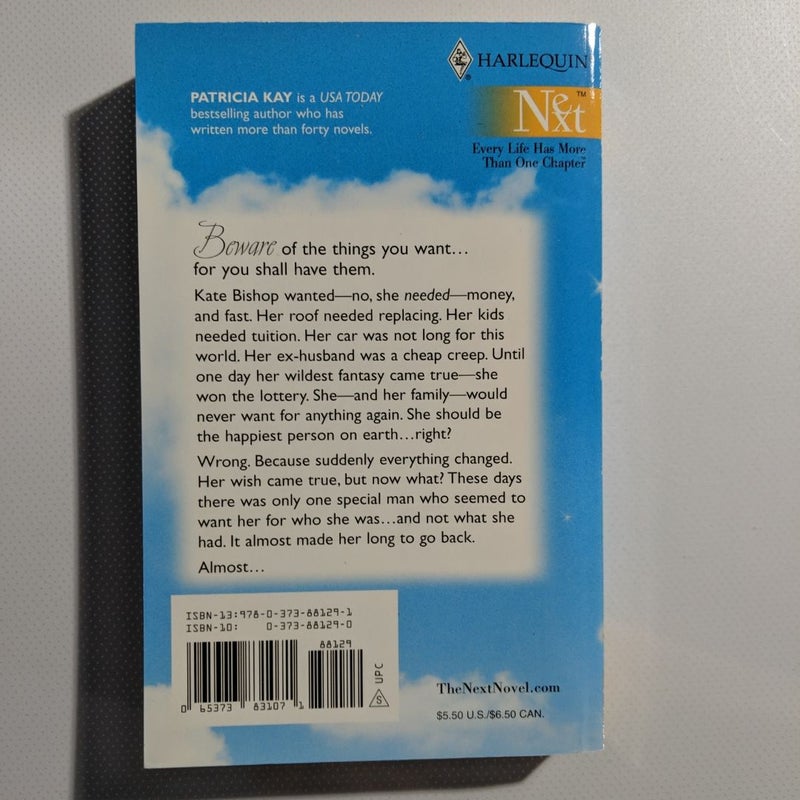 HARLEQUIN
®
PATRICIA KAY is a USA TODAY
bestselling author who has
written more than forty novels.
Next™
Every Life Has More
Than One Chapter™
Beware of the things you want…
for you shall have them.
Kate Bishop wanted—no, she needed—money,
and fast. Her roof needed replacing. Her kids
needed tuition. Her car was not long for this
world. Her ex-husband was a cheap creep. Until
one day her wildest fantasy came true—she
won the lottery. She—and her family—would
never want for anything again. She should be
the happiest person on earth…right?
Wrong. Because suddenly everything changed.
Her wish came true, but now what? These days
there was only one special man who seemed to
want her for who she was…and not what she
had. It almost made her long to go back.
Almost…
ISBN-13:978-0-373-88129-1
ISBN-10: 0-373-88129-0
88129
0 65373 83107 1
UPC
S
TheNextNovel.com
$5.50 U.S./$6.50 CAN.